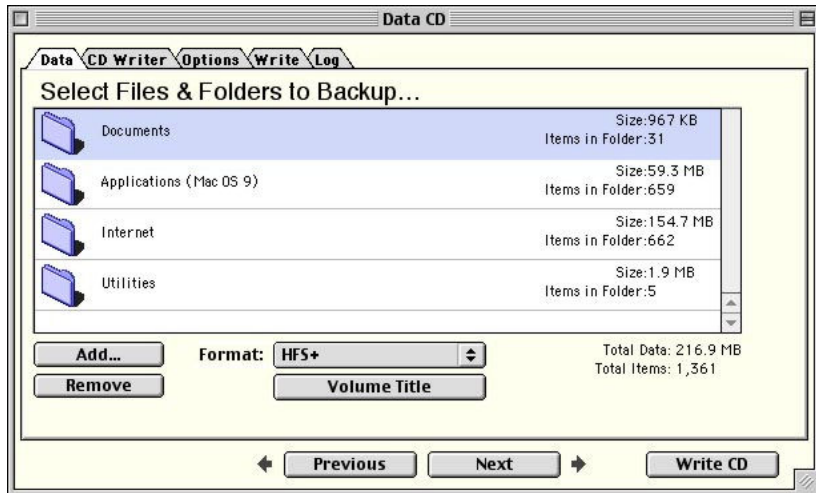 Data CD
Data CD Writer Options Write Log
Select Files & Folders to Backup...
Documents
Size:967 KB
Items in Folder:31
Applications (Mac OS 9)
Size:59.3 MB
Items in Folder:659
Internet
Size:154.7 MB
Items in Folder:662
Utilities
Size:1.9 MB
Items in Folder:5
Add... Format: HFS+ Total Data: 216.9 MB
Total Items: 1,361
Remove Volume Title
Previous Next Write CD